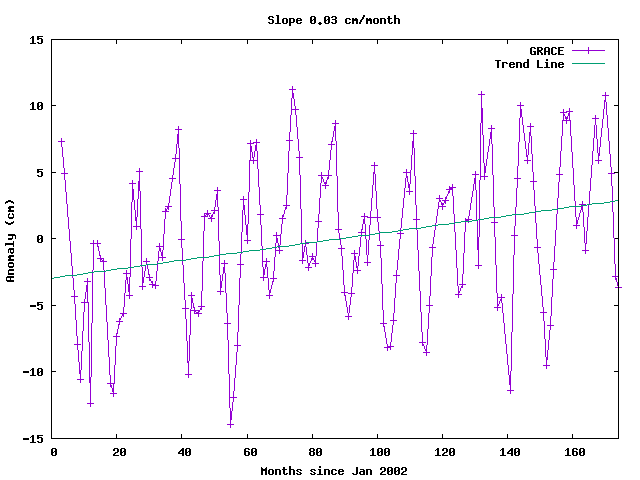 Slope 0.03 cm/month
GRACE
Trend Line
15
10
5
0
-5
-10
-15
Anomaly (cm)
0 20 40 60 80 100 120 140 160
Months since Jan 2002